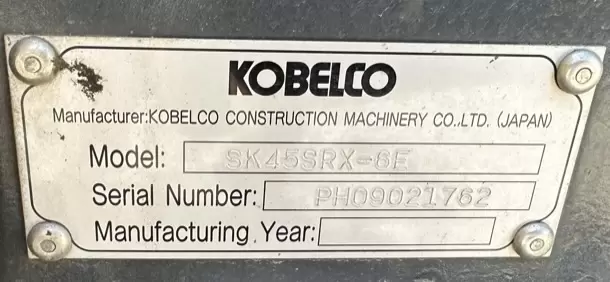 KOBELCO
Manufacturer:KOBELCO CONSTRUCTION MACHINERY CO.,LTD. (JAPAN)
Model: SK45SRX-6E
Serial Number: PH09021762
Manufacturing Year: